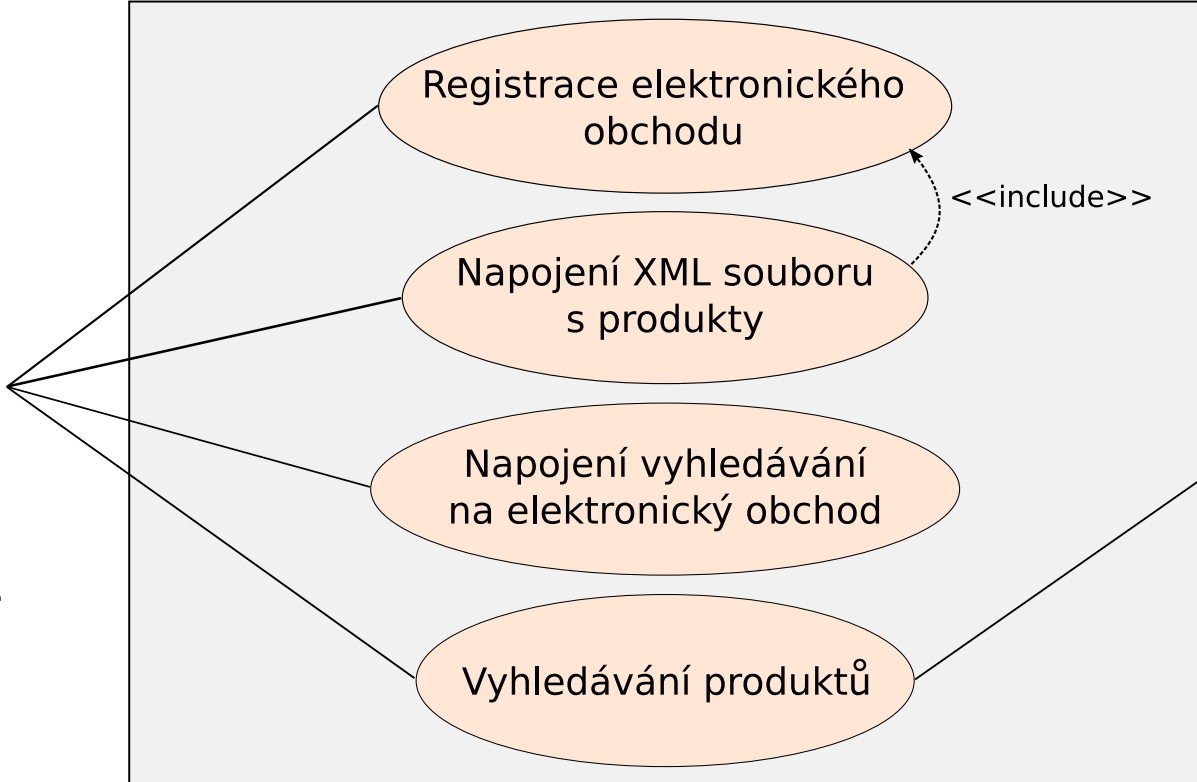 Registrace elektronického
obchodu
<<include>>
Napojení XML souboru
s produkty
Napojení vyhledávání
na elektronický obchod
Vyhledávání produktů